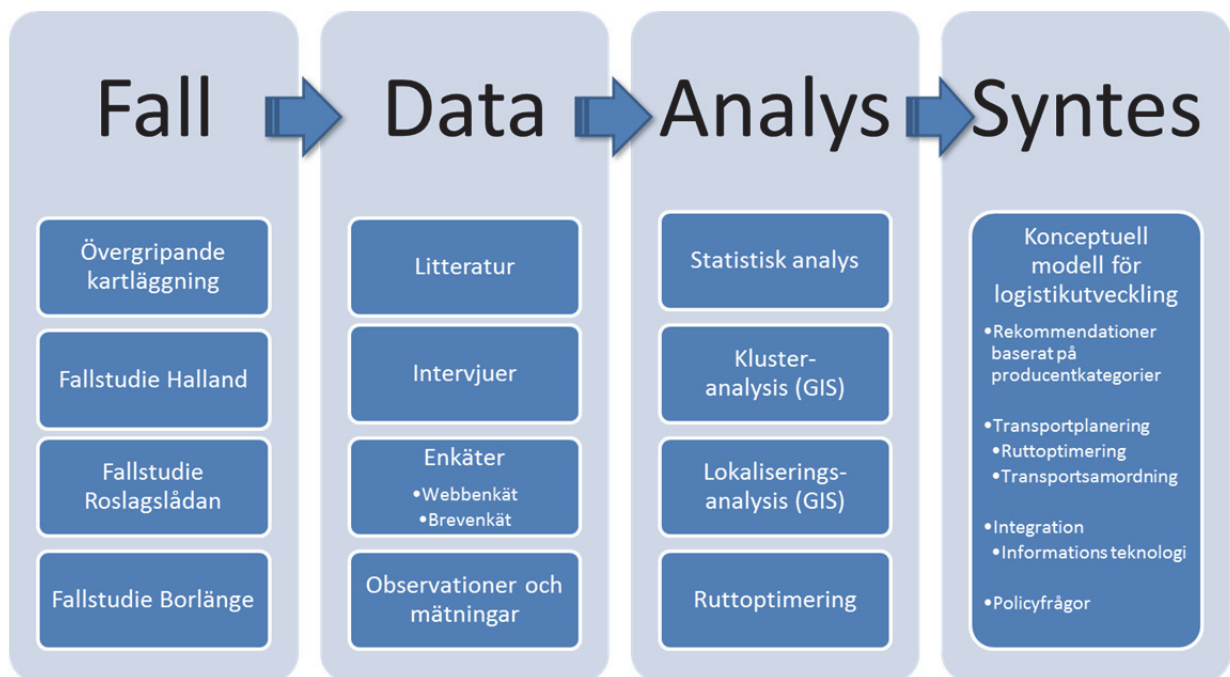 Fall
Data
Analys
Syntes
Övergripande
kartläggning
Fallstudie Halland
Fallstudie
Roslagslådan
Fallstudie Borlänge
Litteratur
Intervjuer
Enkäter
•Webbenkät
•Brevenkät
Observationer och
mätningar
Statistisk analys
Kluster-
analysis (GIS)
Lokaliserings-
analysis (GIS)
Ruttoptimering
Konceptuell
modell för
logistikutveckling
•Rekommendationer
baserat på
producentkategorier
•Transportplanering
•Ruttoptimering
•Transportsamordning
•Integration
•Informations teknologi
•Policyfrågor